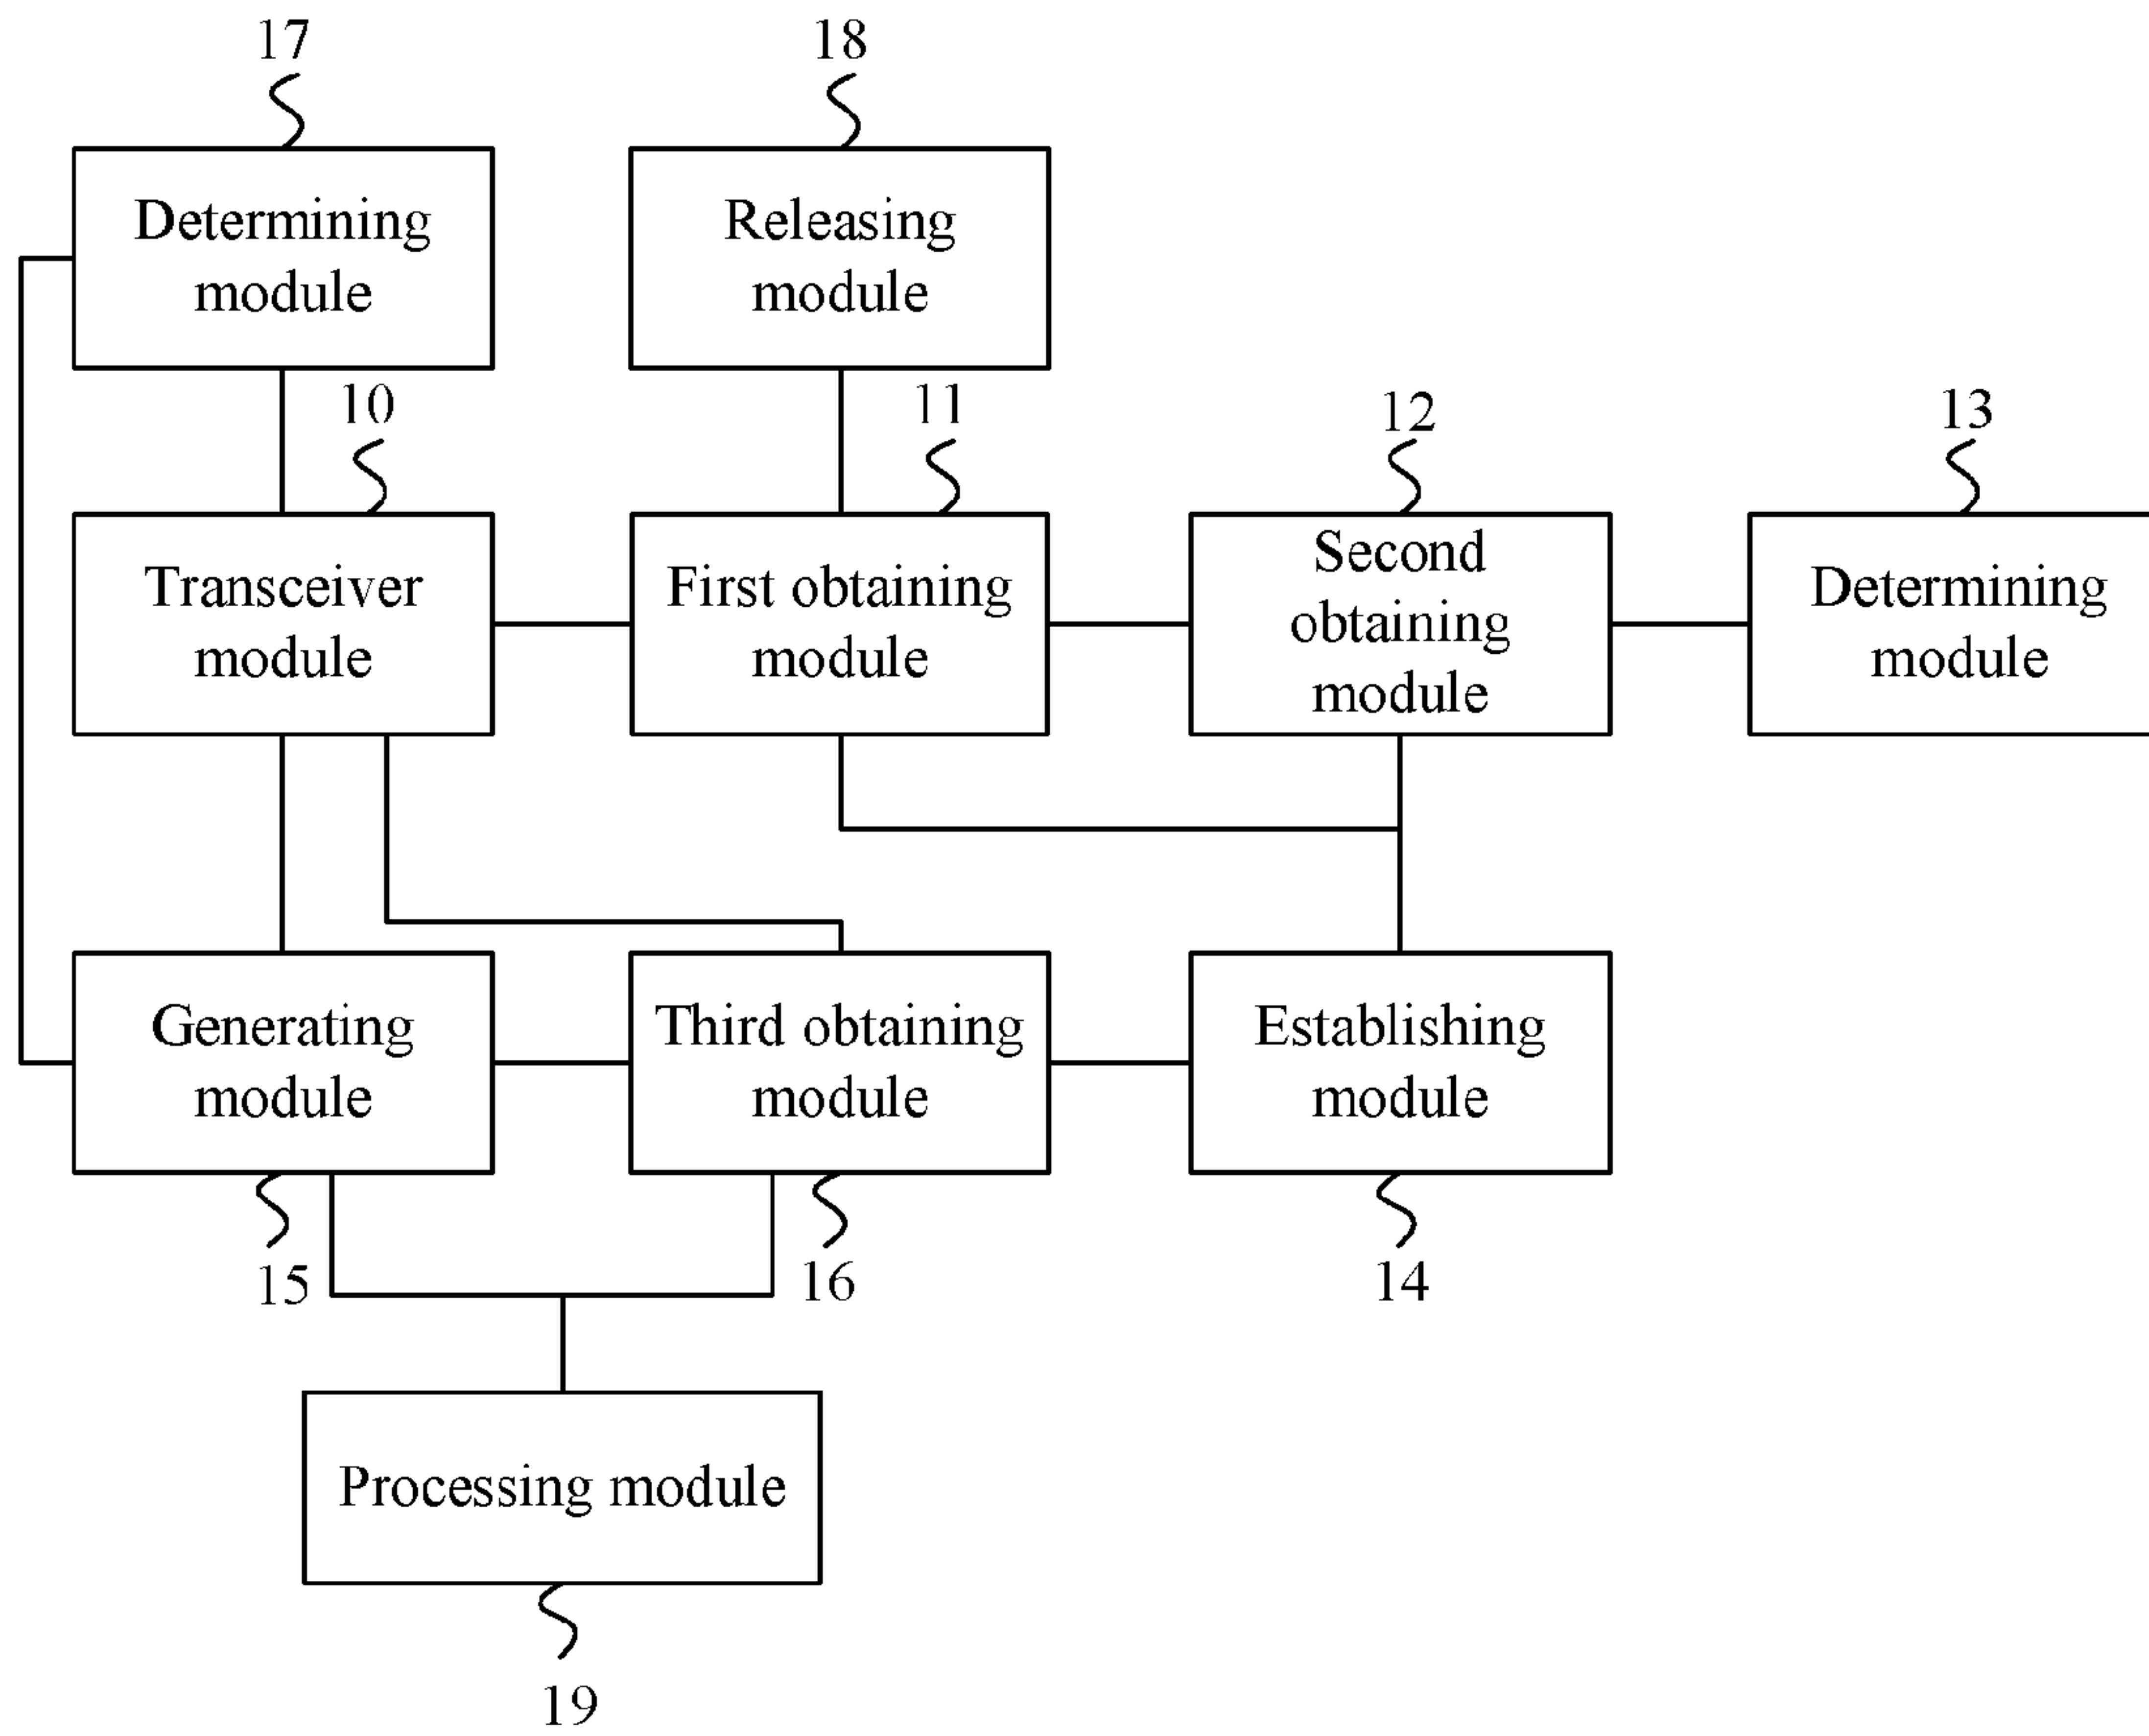 17
18
Determining
module
Releasing
module
10
11
12
13
Transceiver
module
First obtaining
module
Second
obtaining
module
Determining
module
Generating
module
Third obtaining
module
Establishing
module
15
16
14
Processing module
19